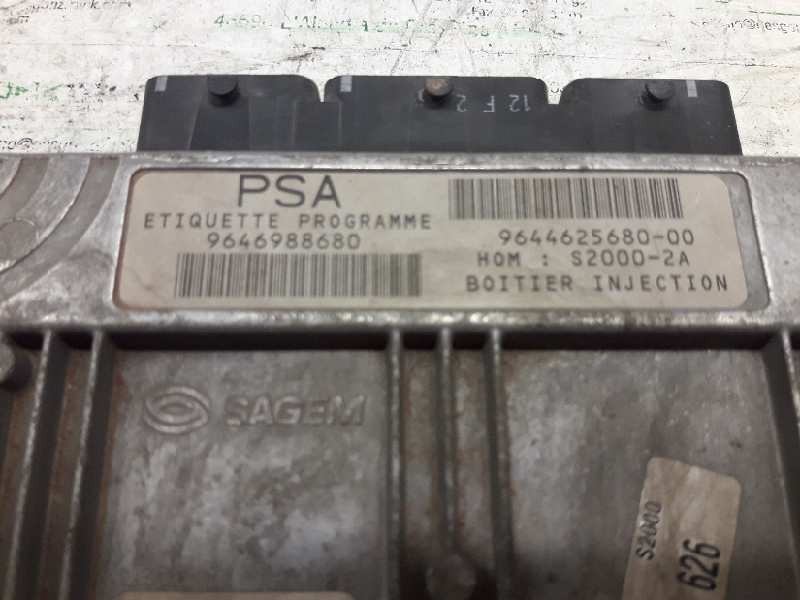 12 F 2
PSA
ETIQUETTE PROGRAMME
9646988680
9644625680-00
HOM : S2000-2A
BOITIER INJECTION
SAGEM
S2000
626